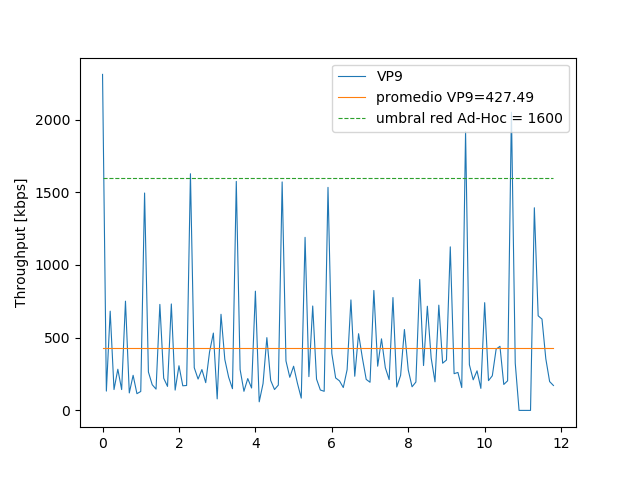 VP9
promedio VP9=427.49
umbral red Ad-Hoc = 1600
Throughput [kbps]
2000
1500
1000
500
0
0 2 4 6 8 10 12